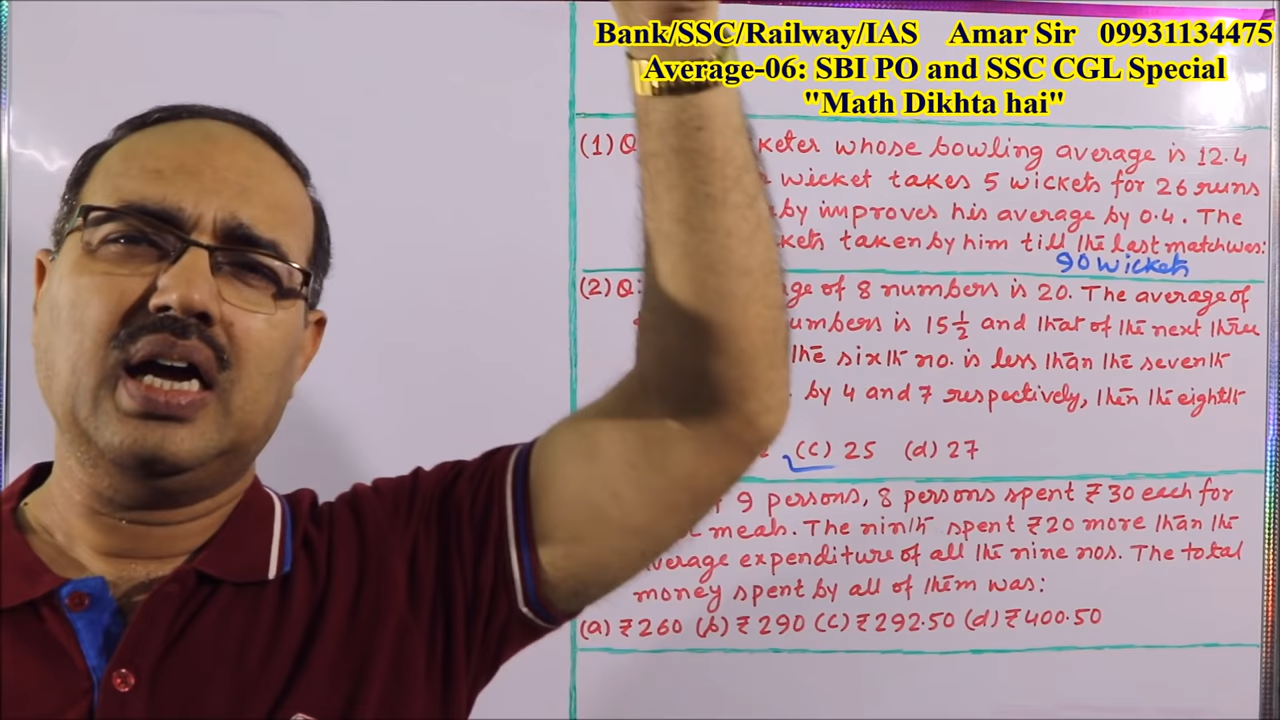 Bank/SSC/Railway/IAS Amar Sir 09931134475
Average-06: SBI PO and SSC CGL Special
"Math Dikhta hai"
(1) Q whose bowling average is 12.4
wicket takes 5 wickets for 26 runs
by improves his average by 0.4. The
taken by him till the last match was:
90 wickets
(2) Q: of 8 numbers is 20. The average of
is 15 1/2 and that of the next three
the sixth no. is less than the seventh
by 4 and 7 respectively, then the eighth
(c) 25 (d) 27
9 persons, 8 persons spent ₹30 each for
meals. The ninth spent ₹20 more than the
average expenditure of all the nine nos. The total
money spent by all of them was:
(a) ₹260 (b) ₹290 (c) ₹292.50 (d) ₹400.50